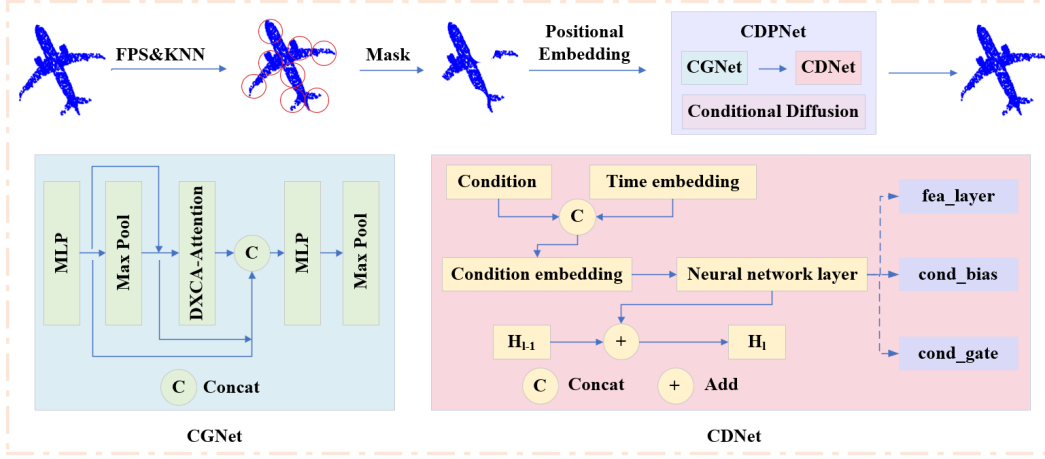 FPS&KNN
Mask
Positional
Embedding
CDPNet
CGNet
CDNet
Conditional Diffusion
MLP
Max Pool
DXCA-Attention
C
MLP
Max Pool
C
Concat
CGNet
Condition
Time embedding
C
Condition embedding
Neural network layer
H_{l-1}
+
H_l
C
Concat
+
Add
fea_layer
cond_bias
cond_gate
CDNet